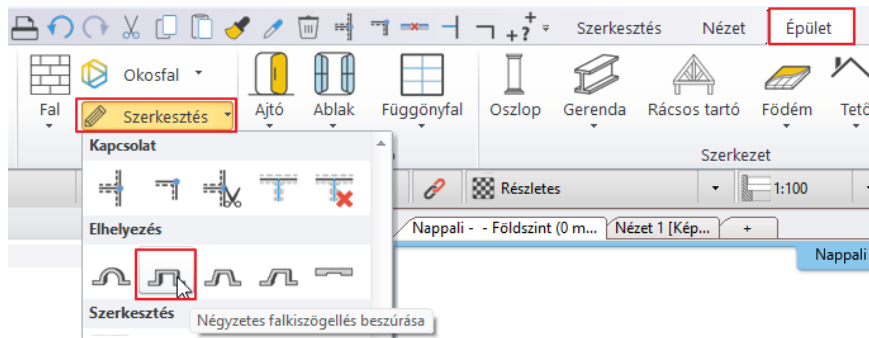 Szerkesztés Nézet Épület
Okosfal
Fal Szerkesztés Ajtó Ablak Függönyfal Oszlop Gerenda Rácsos tartó Födém Tető
Kapcsolat
Szerkezet
Részletes 1:100
Elhelyezés
Nappali - - Földszint (0 m... Nézet 1 [Kép... +
Nappali
Szerkesztés
Négyzetes falkiszögellés beszúrása